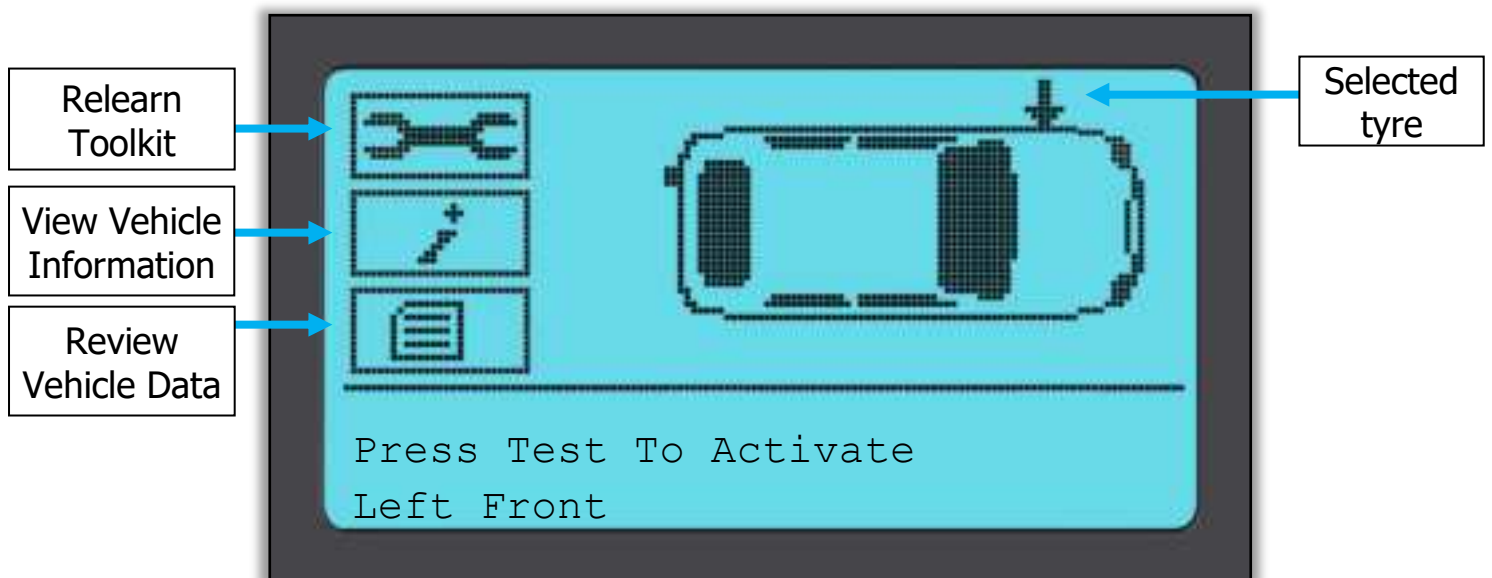 Relearn
Toolkit
View Vehicle
Information
Review
Vehicle Data
Selected
tyre
Press Test To Activate
Left Front